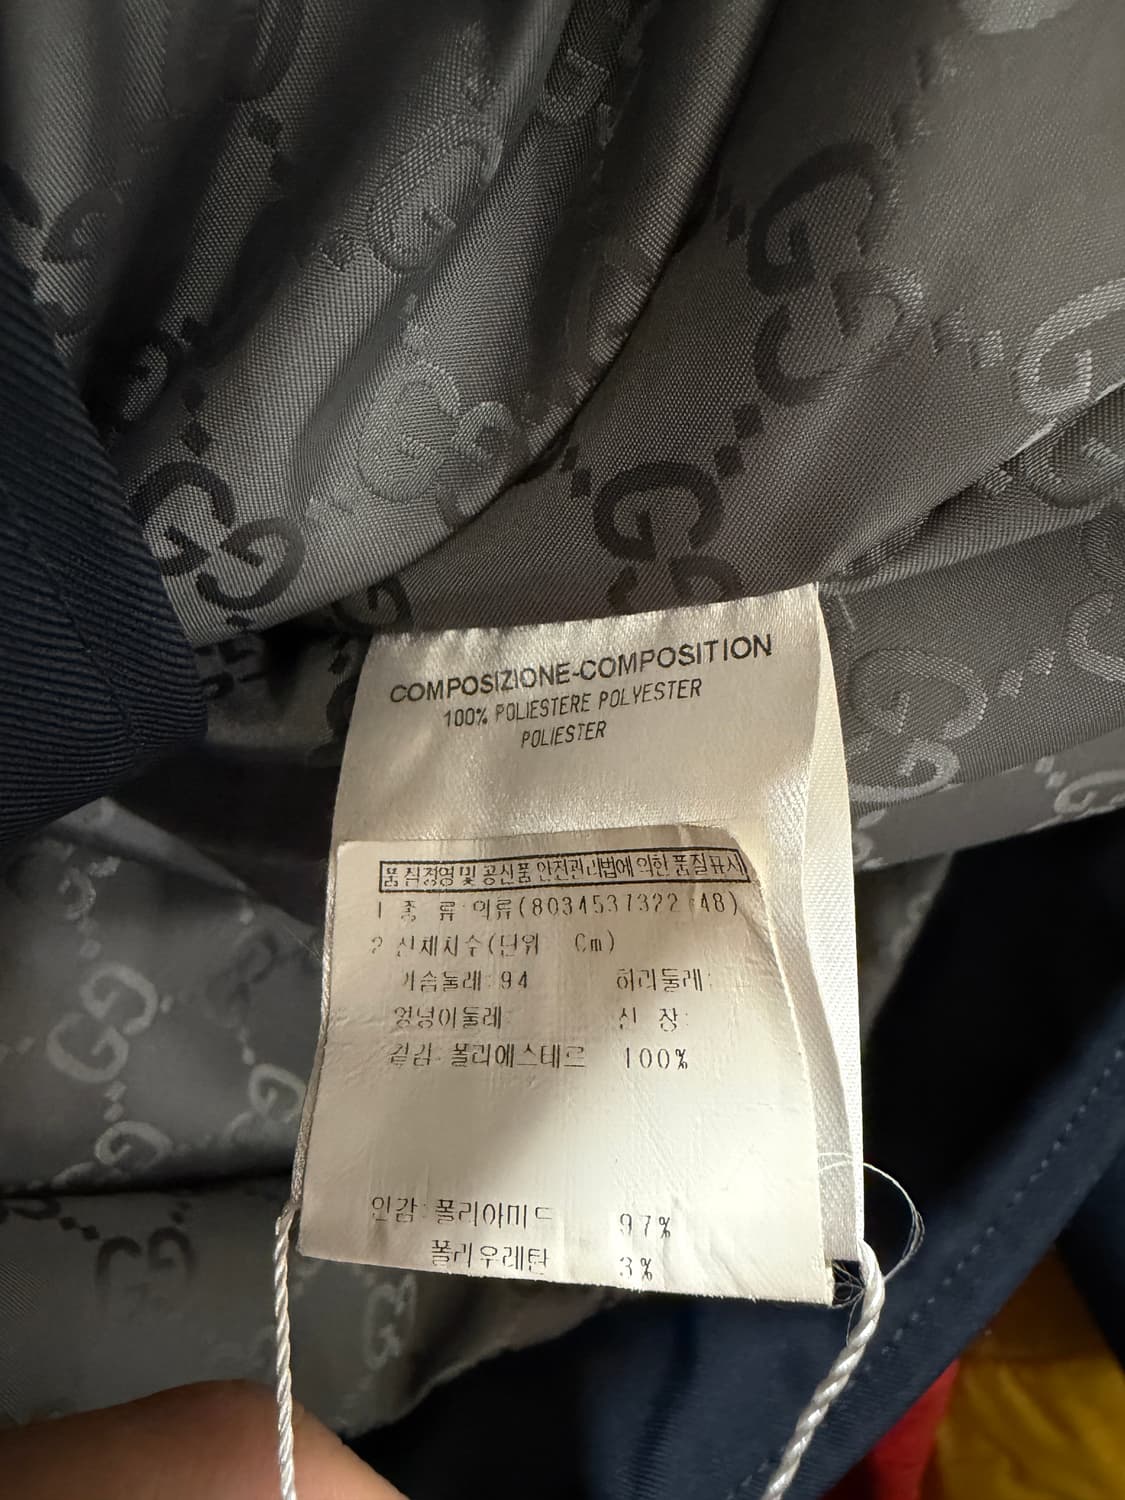 COMPOSIZIONE-COMPOSITION
100% POLIESTERE POLYESTER
POLIESTER
품질경영 및 공산품 안전관리법에 의한 품질표시
1 종 류:의류(8034537322 48)
2 신체치수(단위 Cm)
가슴둘레:94 허리둘레:
엉덩이둘레: 신 장:
겉감:폴리에스테르 100%
안감:폴리아미드 97%
폴리우레탄 3%